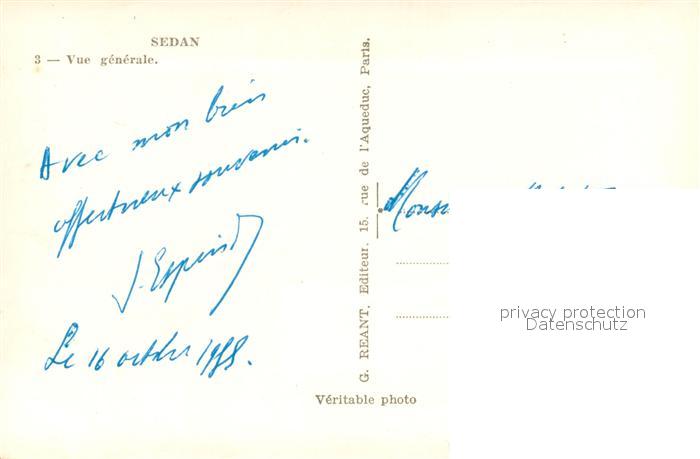 SEDAN
3 — Vue générale.
Avec mon bien
affectueux souvenir.
Le 16 octobre 1955.
G. REANT, Editeur, 15, rue de l'Aqueduc, Paris.
Véritable photo
privacy protection
Datenschutz